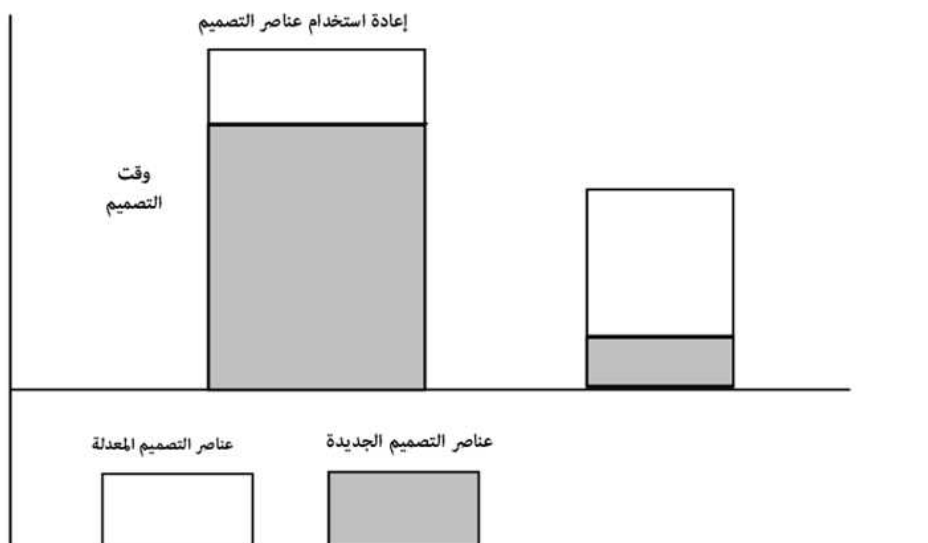 إعادة استخدام عناصر التصميم
وقت
التصميم
عناصر التصميم الجديدة
عناصر التصميم المعدلة